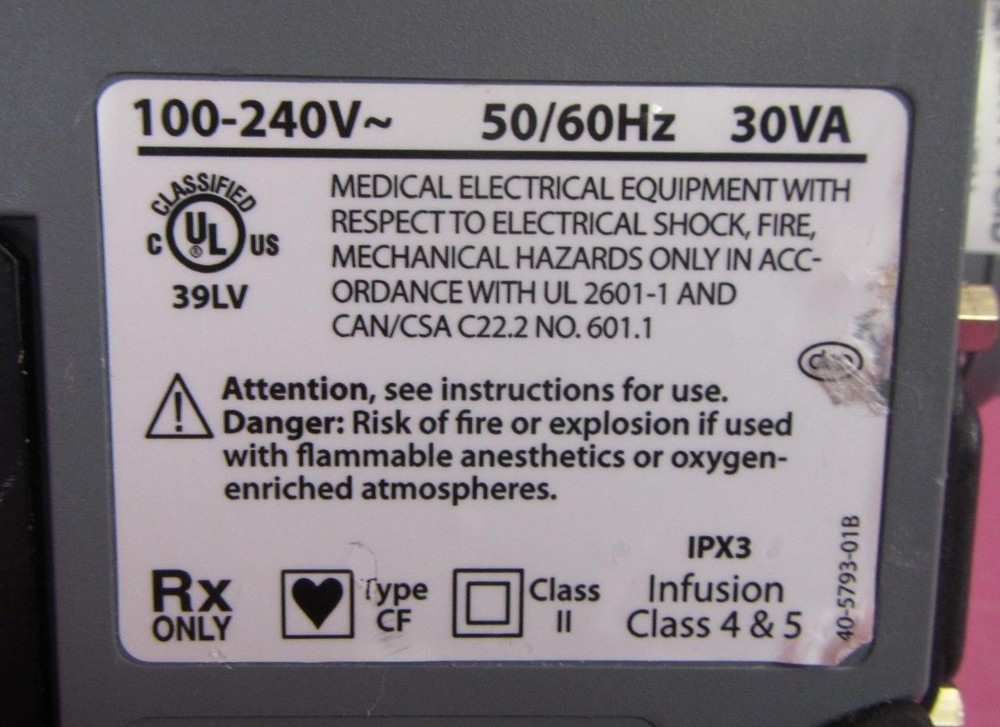 100-240V~ 50/60Hz 30VA
CLASSIFIED
C UL US
®
39LV
MEDICAL ELECTRICAL EQUIPMENT WITH
RESPECT TO ELECTRICAL SHOCK, FIRE,
MECHANICAL HAZARDS ONLY IN ACC-
ORDANCE WITH UL 2601-1 AND
CAN/CSA C22.2 NO. 601.1
Attention, see instructions for use.
Danger: Risk of fire or explosion if used
with flammable anesthetics or oxygen-
enriched atmospheres.
Rx
ONLY
Type
CF
Class
II
IPX3
Infusion
Class 4 & 5
40-5793-01B